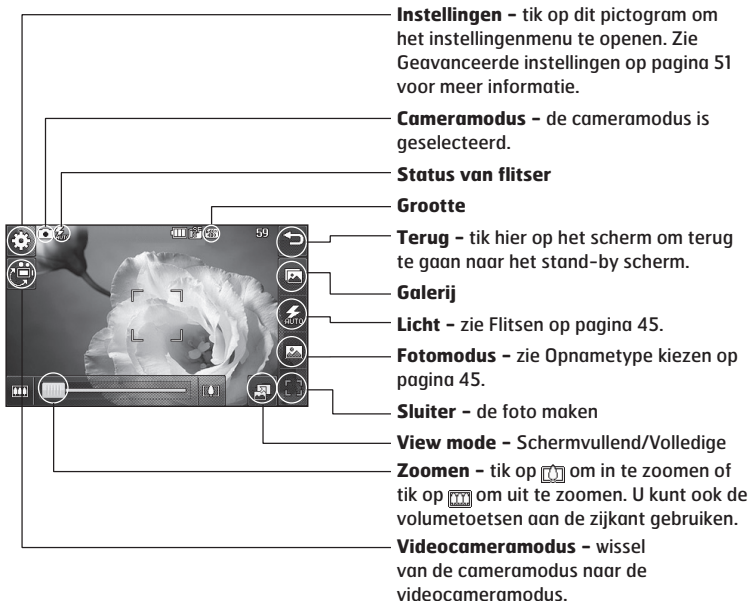 Instellingen – tik op dit pictogram om
het instellingenmenu te openen. Zie
Geavanceerde instellingen op pagina 51
voor meer informatie.
Cameramodus – de cameramodus is
geselecteerd.
Status van flitser
Grootte
Terug – tik hier op het scherm om terug
te gaan naar het stand-by scherm.
Galerij
Licht – zie Flitsen op pagina 45.
Fotomodus – zie Opnametype kiezen op
pagina 45.
Sluiter – de foto maken
View mode – Schermvullend/Volledige
Zoomen – tik op om in te zoomen of
tik op om uit te zoomen. U kunt ook de
volumetoetsen aan de zijkant gebruiken.
Videocameramodus – wissel
van de cameramodus naar de
videocameramodus.
AUTO
59
AUTO